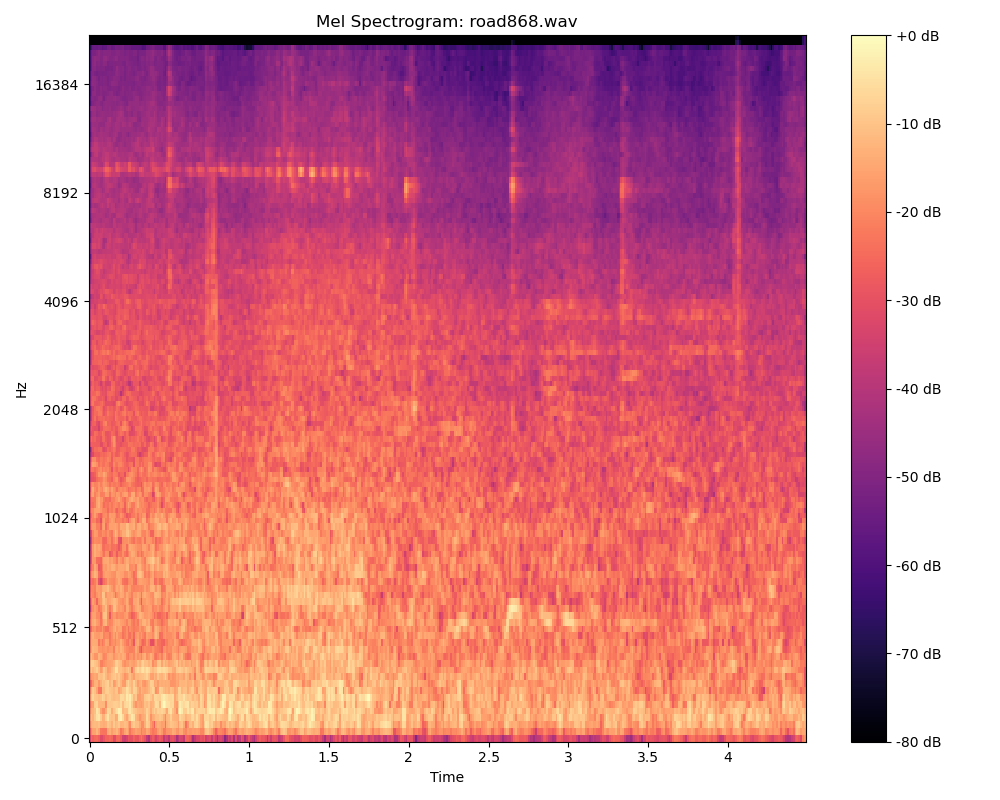 Mel Spectrogram: road868.wav
Hz
16384
8192
4096
2048
1024
512
0
0
0.5
1
1.5
2
2.5
3
3.5
4
Time
+0 dB
-10 dB
-20 dB
-30 dB
-40 dB
-50 dB
-60 dB
-70 dB
-80 dB